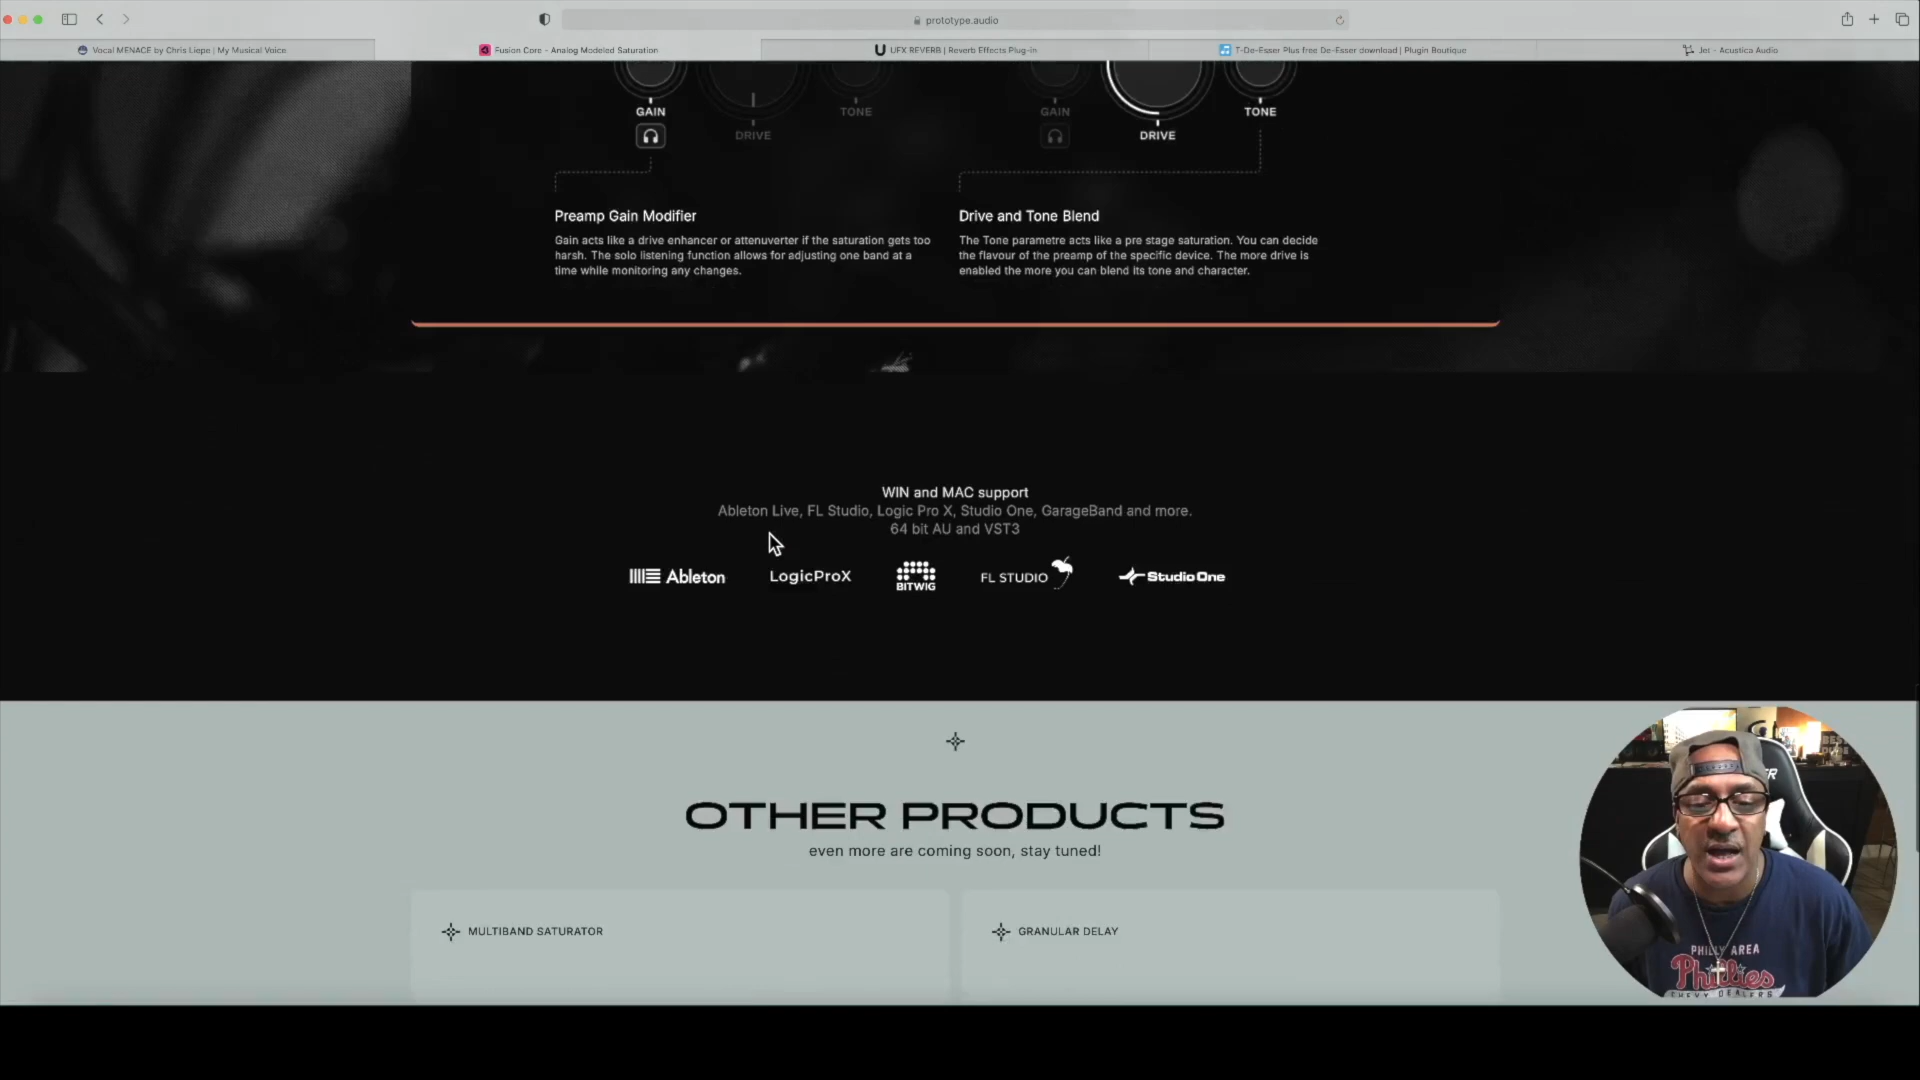 prototype.audio
Vocal MENACE by Chris Liepe | My Musical Voice
Fusion Core - Analog Modeled Saturation
UFX REVERB | Reverb Effects Plug-in
T-De-Esser Plus free De-Esser download | Plugin Boutique
Jet - Acustica Audio
GAIN
DRIVE
TONE
GAIN
DRIVE
TONE
Preamp Gain Modifier
Gain acts like a drive enhancer or attenuverter if the saturation gets too
harsh. The solo listening function allows for adjusting one band at a
time while monitoring any changes.
Drive and Tone Blend
The Tone parametre acts like a pre stage saturation. You can decide
the flavour of the preamp of the specific device. The more drive is
enabled the more you can blend its tone and character.
WIN and MAC support
Ableton Live, FL Studio, Logic Pro X, Studio One, GarageBand and more.
64 bit AU and VST3
Ableton
LogicProX
BITWIG
FL STUDIO
Studio One
OTHER PRODUCTS
even more are coming soon, stay tuned!
MULTIBAND SATURATOR
GRANULAR DELAY
PHILLY AREA
Phillies
CHEVY DEALERS